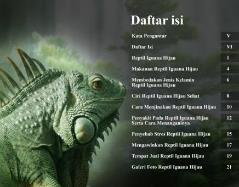 Daftar isi
Kata Pengantar V
Daftar Isi VI
Reptil Iguana Hijau 1
Makanan Reptil Iguana Hijau 4
Membedakan Jenis Kelamin
Reptil Iguana Hijau 6
Ciri Reptil Iguana Hijau Sehat 8
Cara Menjinakan Reptil Iguana Hijau 10
Penyakit Pada Reptil Iguana Hijau 12
Serta Cara Menanganinya
Penyebab Stres Reptil Iguana Hijau 15
Mengawinkan Reptil Iguana Hijau 17
Tempat Jual Reptil Iguana Hijau 19
Galeri Foto Reptil Iguana Hijau 21